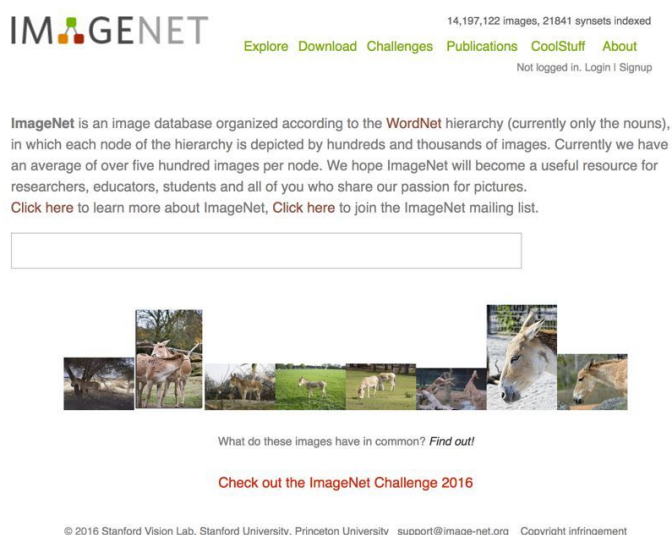 IMAGENET
14,197,122 images, 21841 synsets indexed
Explore Download Challenges Publications CoolStuff About
Not logged in. Login I Signup
ImageNet is an image database organized according to the WordNet hierarchy (currently only the nouns),
in which each node of the hierarchy is depicted by hundreds and thousands of images. Currently we have
an average of over five hundred images per node. We hope ImageNet will become a useful resource for
researchers, educators, students and all of you who share our passion for pictures.
Click here to learn more about ImageNet, Click here to join the ImageNet mailing list.
What do these images have in common? Find out!
Check out the ImageNet Challenge 2016
© 2016 Stanford Vision Lab, Stanford University, Princeton University support@image-net.org Copyright infringement